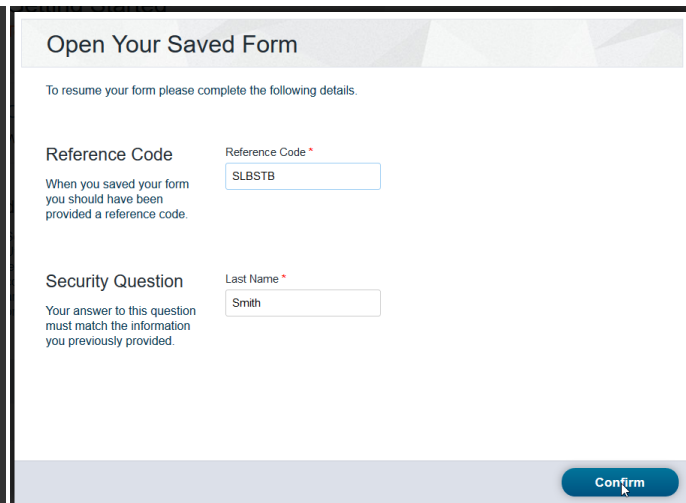 Open Your Saved Form
To resume your form please complete the following details.
Reference Code
Reference Code *
When you saved your form
you should have been
provided a reference code.
SLBSTB
Security Question
Last Name *
Your answer to this question
must match the information
you previously provided.
Smith
Confirm